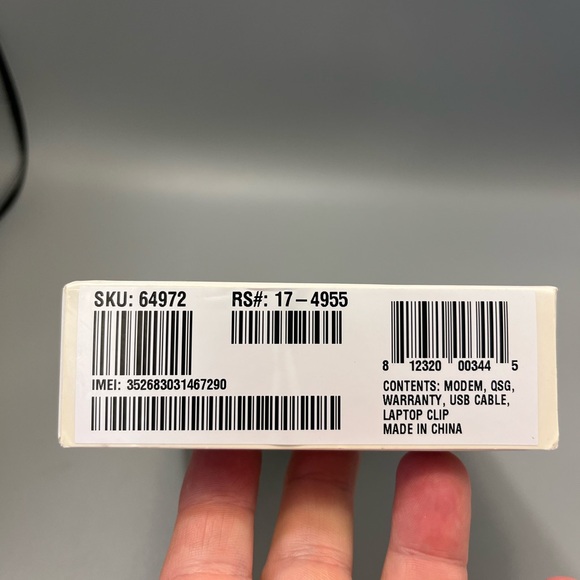 SKU: 64972
RS#: 17-4955
IMEI: 352683031467290
8 12320 00344 5
CONTENTS: MODEM, QSG,
WARRANTY, USB CABLE,
LAPTOP CLIP
MADE IN CHINA